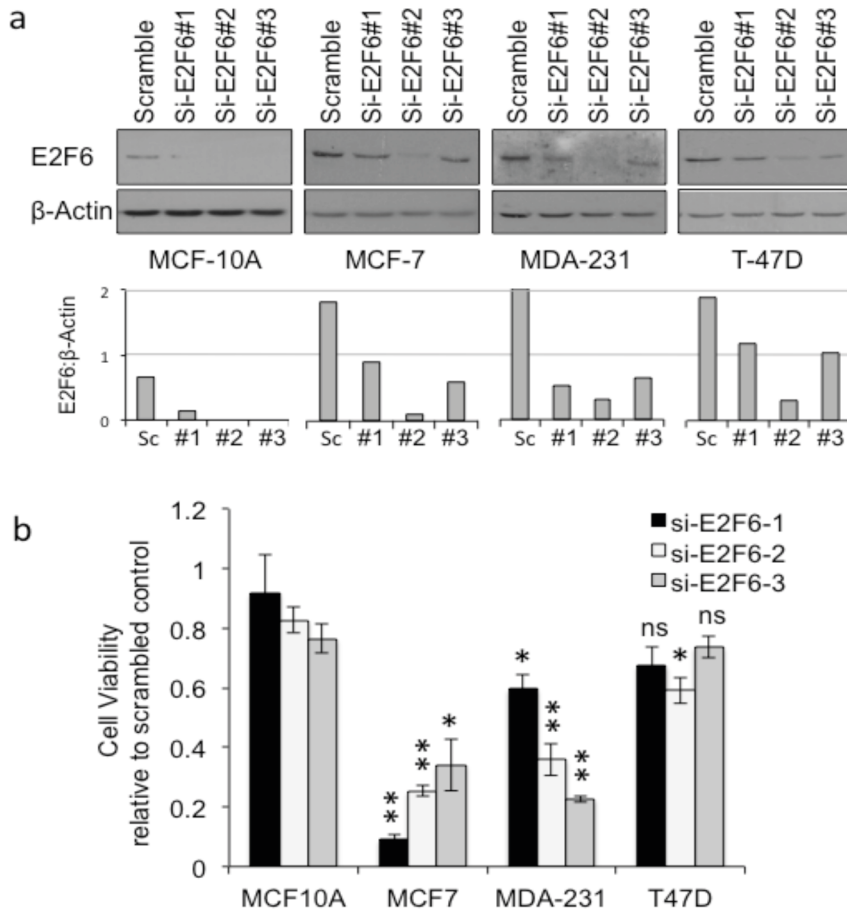 a
Scramble Si-E2F6#1 Si-E2F6#2 Si-E2F6#3 Scramble Si-E2F6#1 Si-E2F6#2 Si-E2F6#3 Scramble Si-E2F6#1 Si-E2F6#2 Si-E2F6#3 Scramble Si-E2F6#1 Si-E2F6#2 Si-E2F6#3
E2F6
β-Actin
MCF-10A MCF-7 MDA-231 T-47D
E2F6:β-Actin
2
1
0
Sc #1 #2 #3 Sc #1 #2 #3 Sc #1 #2 #3 Sc #1 #2 #3
b
Cell Viability
relative to scrambled control
1.2
1
0.8
0.6
0.4
0.2
0
si-E2F6-1
si-E2F6-2
si-E2F6-3
** ** * * ** ** ns * ns
MCF10A MCF7 MDA-231 T47D